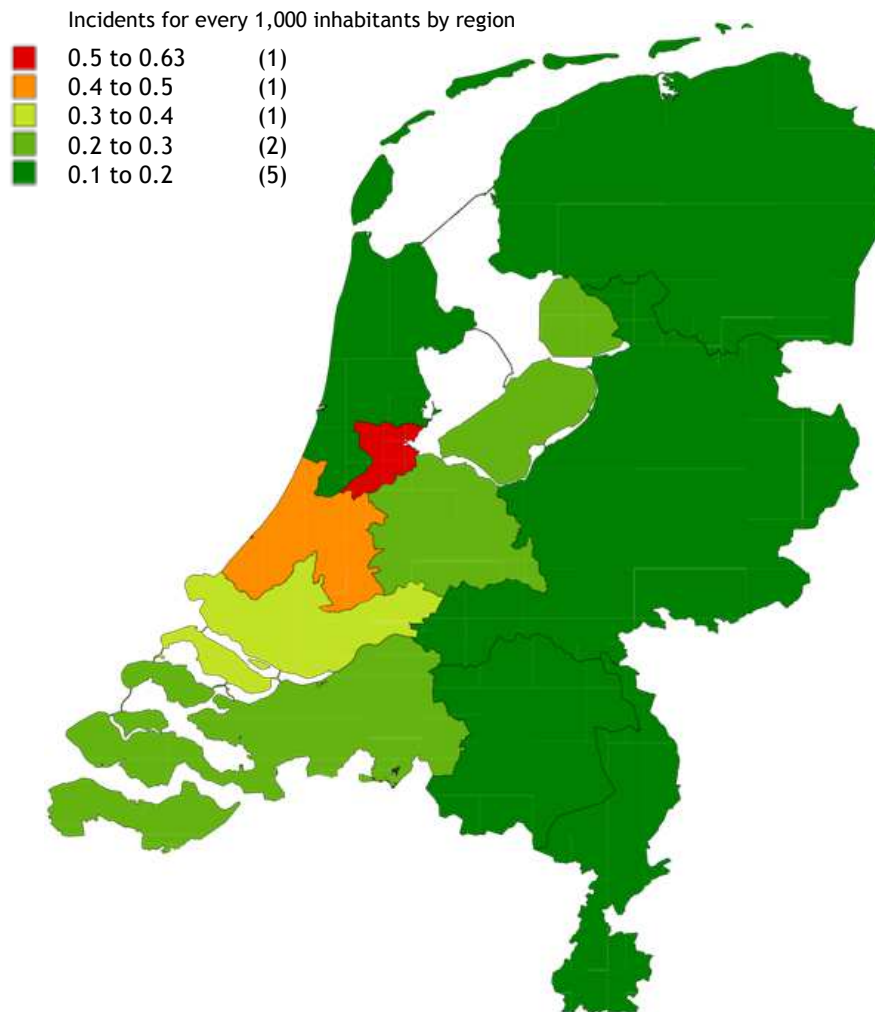 Incidents for every 1,000 inhabitants by region
0.5 to 0.63 (1)
0.4 to 0.5 (1)
0.3 to 0.4 (1)
0.2 to 0.3 (2)
0.1 to 0.2 (5)